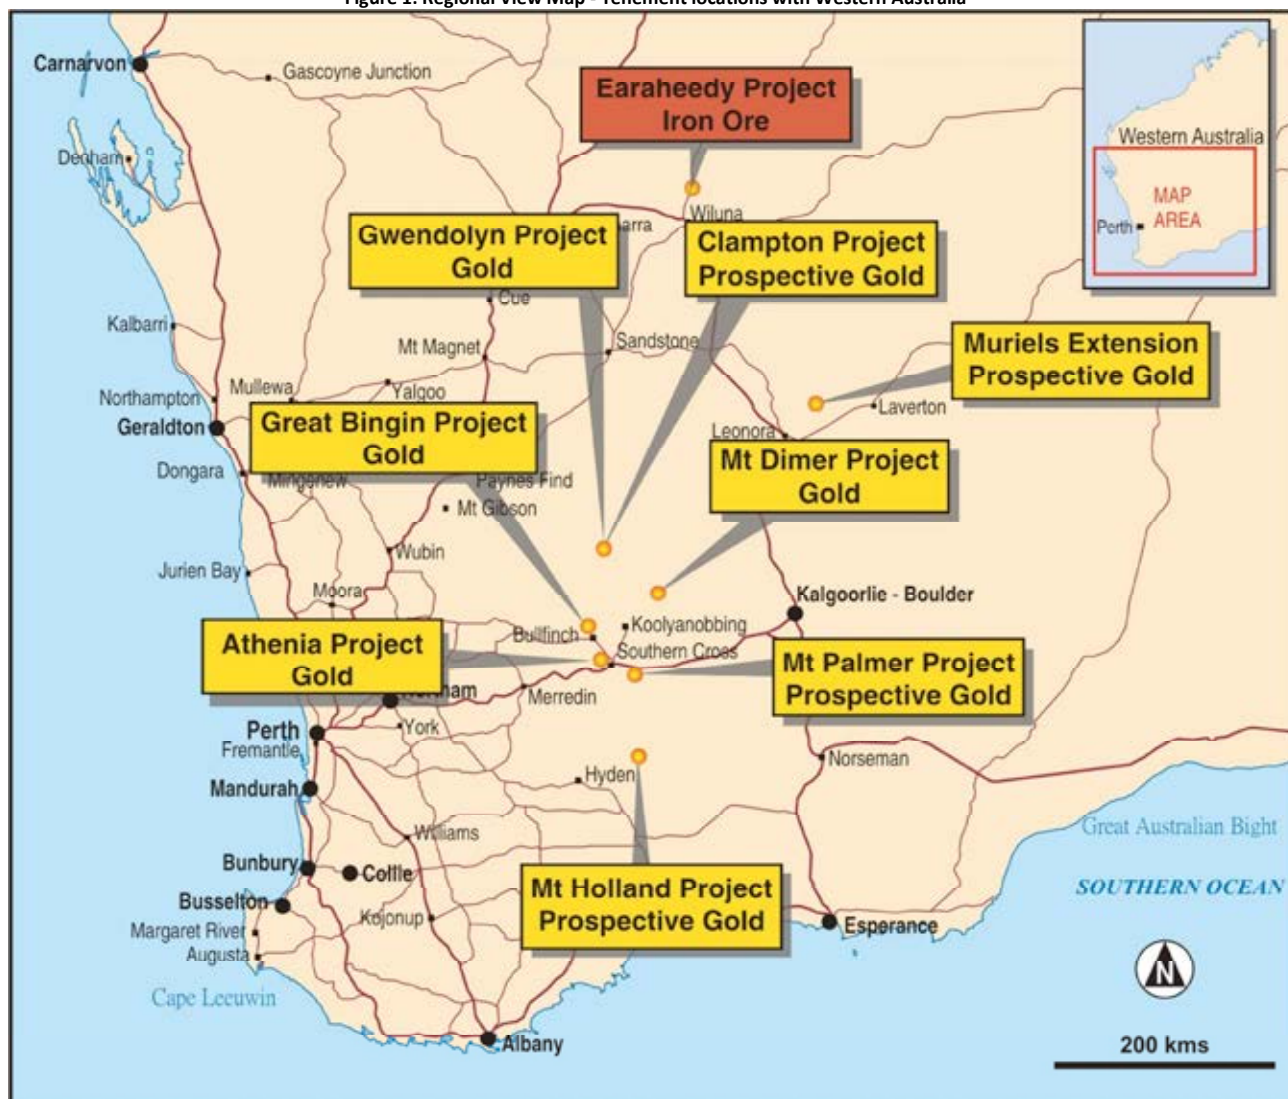 Figure 1: Regional View Map - Tenement locations with Western Australia
Carnarvon
Gascoyne Junction
Earaheedy Project
Iron Ore
Western Australia
MAP
AREA
Perth
Denham
Wiluna
arra
Gwendolyn Project
Gold
Clampton Project
Prospective Gold
Cue
Kalbarri
Sandstone
Mt Magnet
Muriels Extension
Prospective Gold
Northampton
Mullewa
Yalgoo
Laverton
Geraldton
Great Bingin Project
Gold
Leonora
Dongara
Mingenew
Paynes Find
Mt Dimer Project
Gold
Mt Gibson
Wubin
Jurien Bay
Moora
Kalgoorlie - Boulder
Bullfinch
Koolyanobbing
Southern Cross
Athenia Project
Gold
Mt Palmer Project
Prospective Gold
Merredin
York
Perth
Fremantle
Norseman
Hyden
Mandurah
Williams
Great Australian Bight
Bunbury
Collie
Mt Holland Project
Prospective Gold
SOUTHERN OCEAN
Busselton
Kojonup
Esperance
Margaret River
Augusta
N
Cape Leeuwin
Albany
200 kms